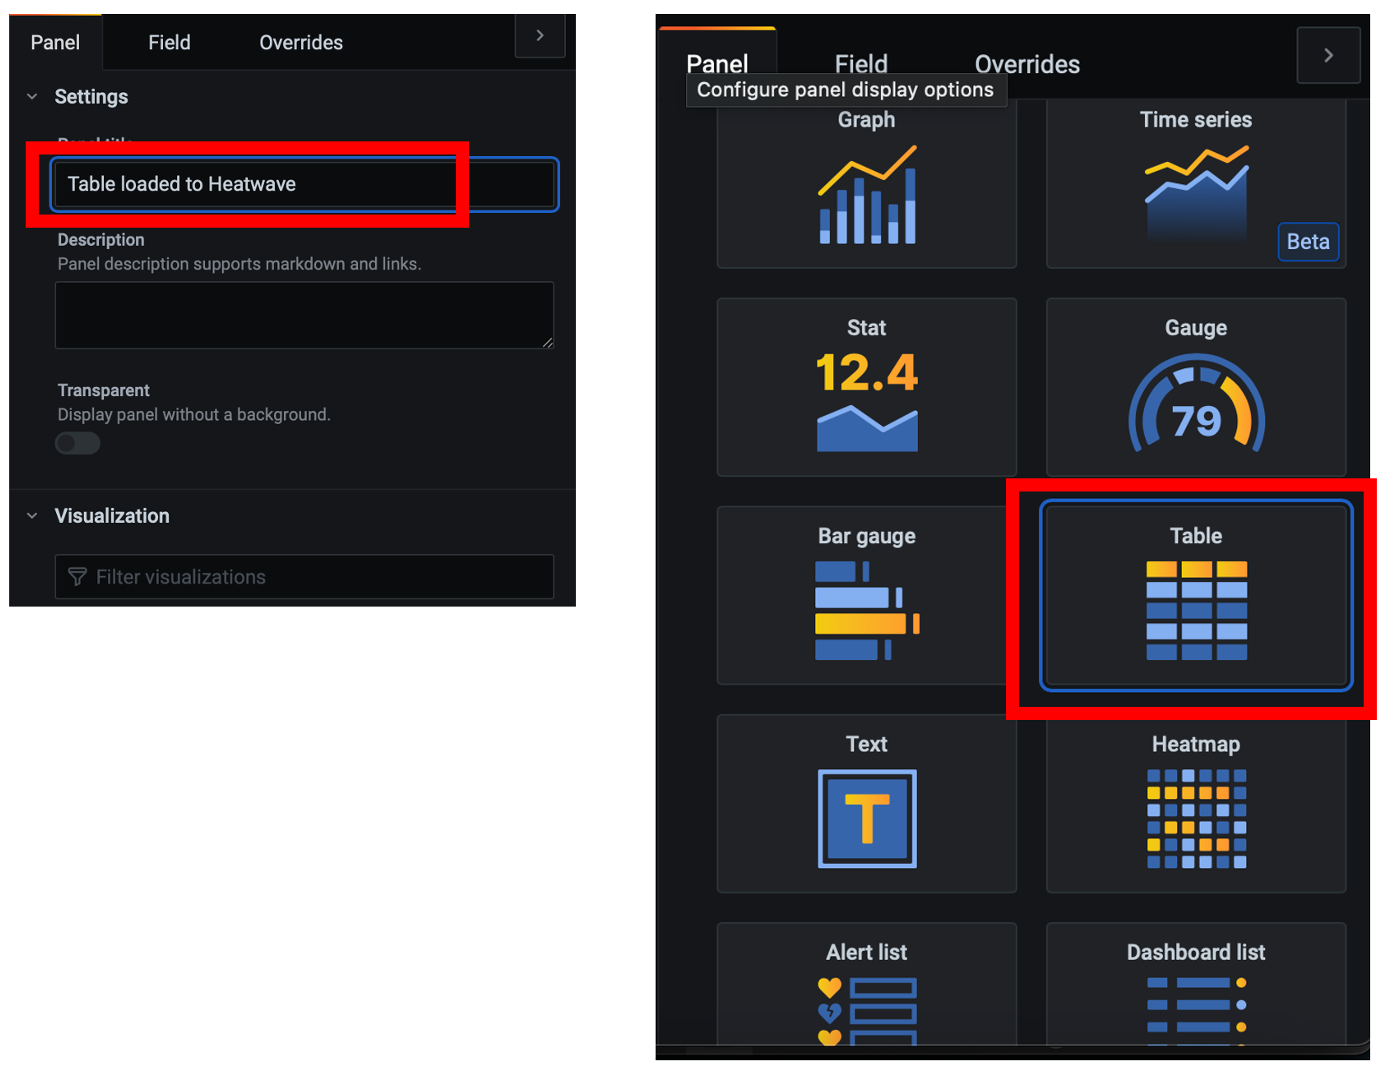 Panel
Field
Overrides
Settings
Panel title
Table loaded to Heatwave
Description
Panel description supports markdown and links.
Transparent
Display panel without a background.
Visualization
Filter visualizations
Panel
Field
Overrides
Configure panel display options
Graph
Time series
Beta
Stat
12.4
Gauge
79
Bar gauge
Table
Text
T
Heatmap
Alert list
Dashboard list